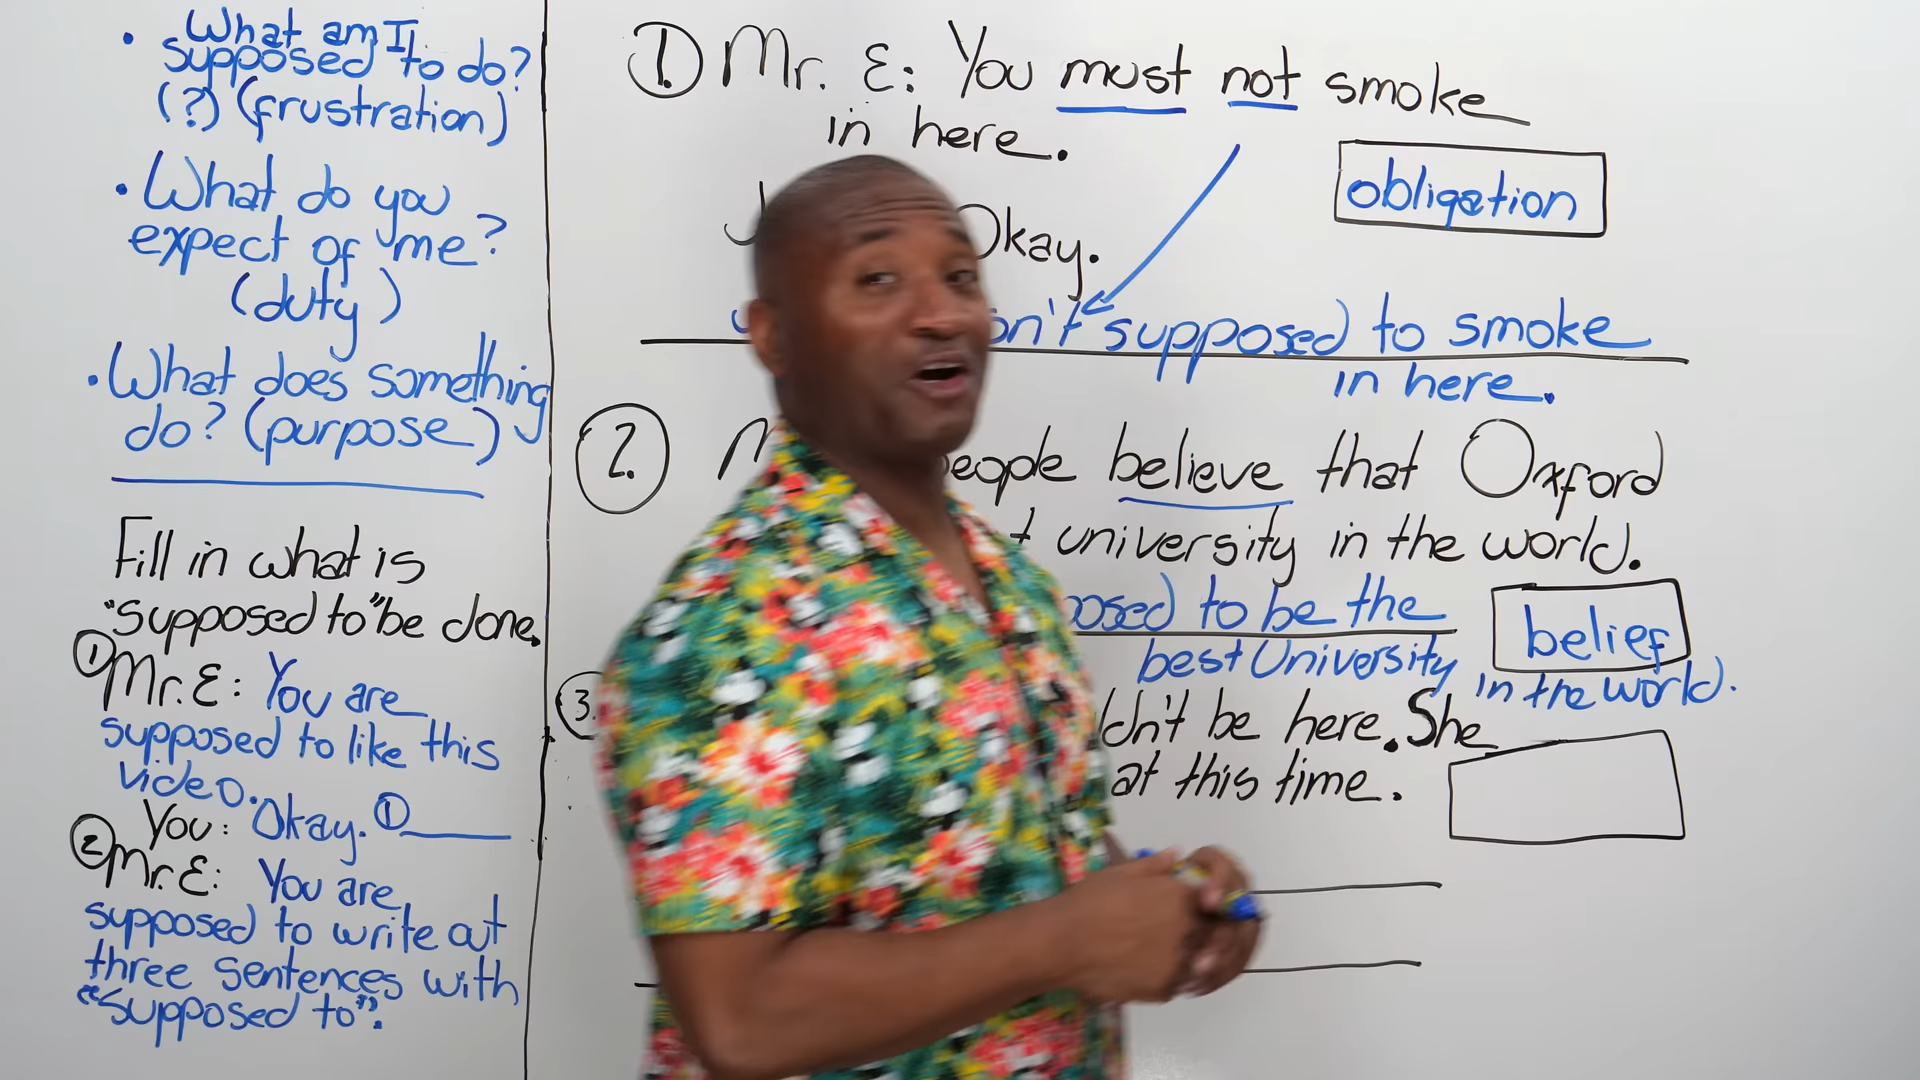 • What am I
supposed to do?
(?) (frustration)
• What do you
expect of me?
(duty)
• What does something
do? (purpose)
Fill in what is
"supposed to" be done.
① Mr. E: You are
supposed to like this
video.
You: Okay. ①
② Mr. E: You are
supposed to write out
three sentences with
"supposed to".
①. Mr. E: You must not smoke
in here.
Okay.
obligation
supposed to smoke
in here.
②. believe that Oxford
university in the world.
to be the
best University
in the world.
belief
③. be here. She
at this time.